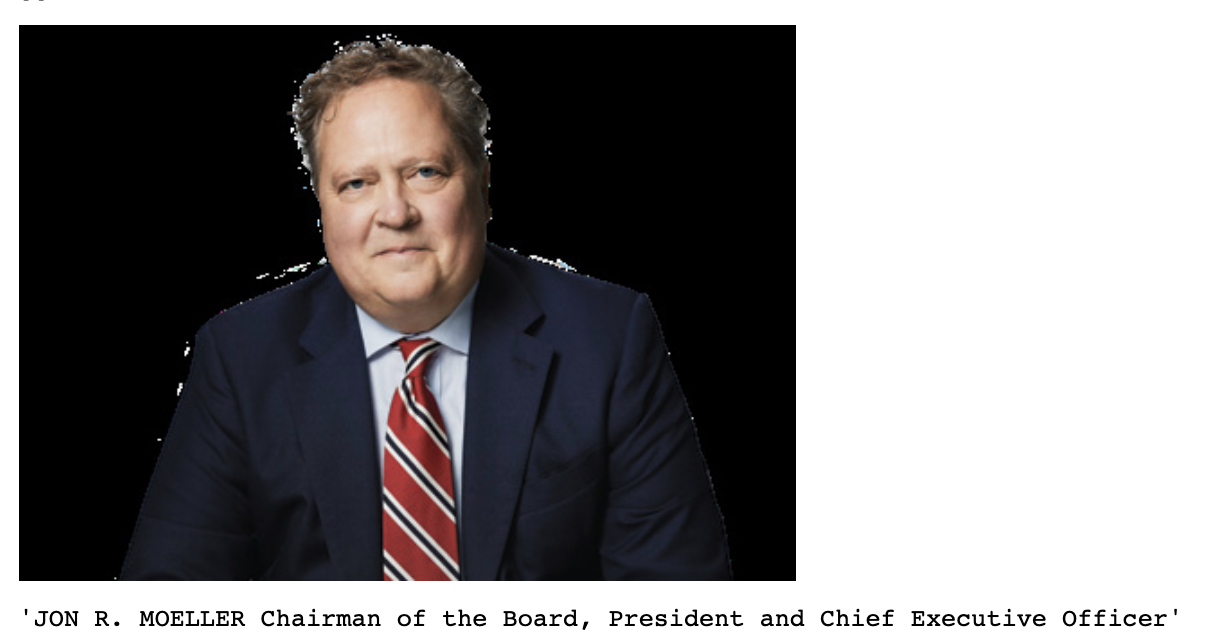 'JON R. MOELLER Chairman of the Board, President and Chief Executive Officer'